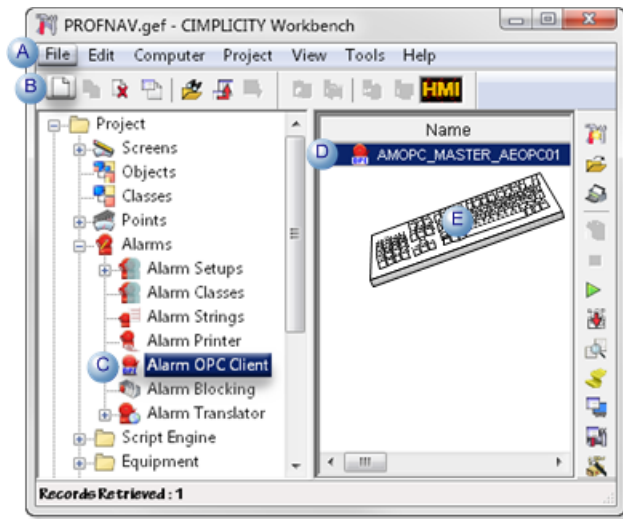 PROFNAV.gef - CIMPLICITY Workbench
A File Edit Computer Project View Tools Help
B HMI
Project
Screens
Objects
Classes
Points
Alarms
Alarm Setups
Alarm Classes
Alarm Strings
Alarm Printer
C Alarm OPC Client
Alarm Blocking
Alarm Translator
Script Engine
Equipment
Name
D AMOPC_MASTER_AEOPC01
E
Records Retrieved : 1